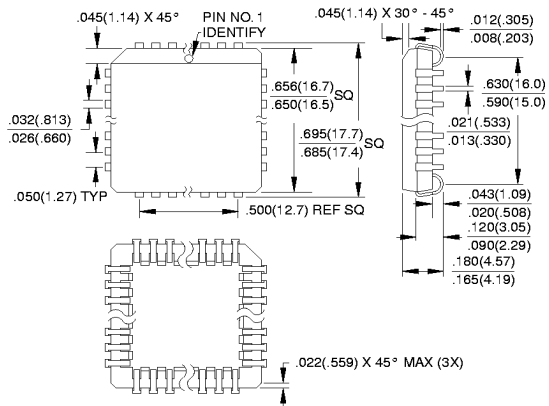 .045(1.14) X 45°
PIN NO. 1
IDENTIFY
.045(1.14) X 30° - 45°
.012(.305)
.008(.203)
.656(16.7)
.650(16.5)
SQ
.630(16.0)
.590(15.0)
.032(.813)
.026(.660)
.695(17.7)
.685(17.4)
SQ
.021(.533)
.013(.330)
.050(1.27) TYP
.500(12.7) REF SQ
.043(1.09)
.020(.508)
.120(3.05)
.090(2.29)
.180(4.57)
.165(4.19)
.022(.559) X 45° MAX (3X)